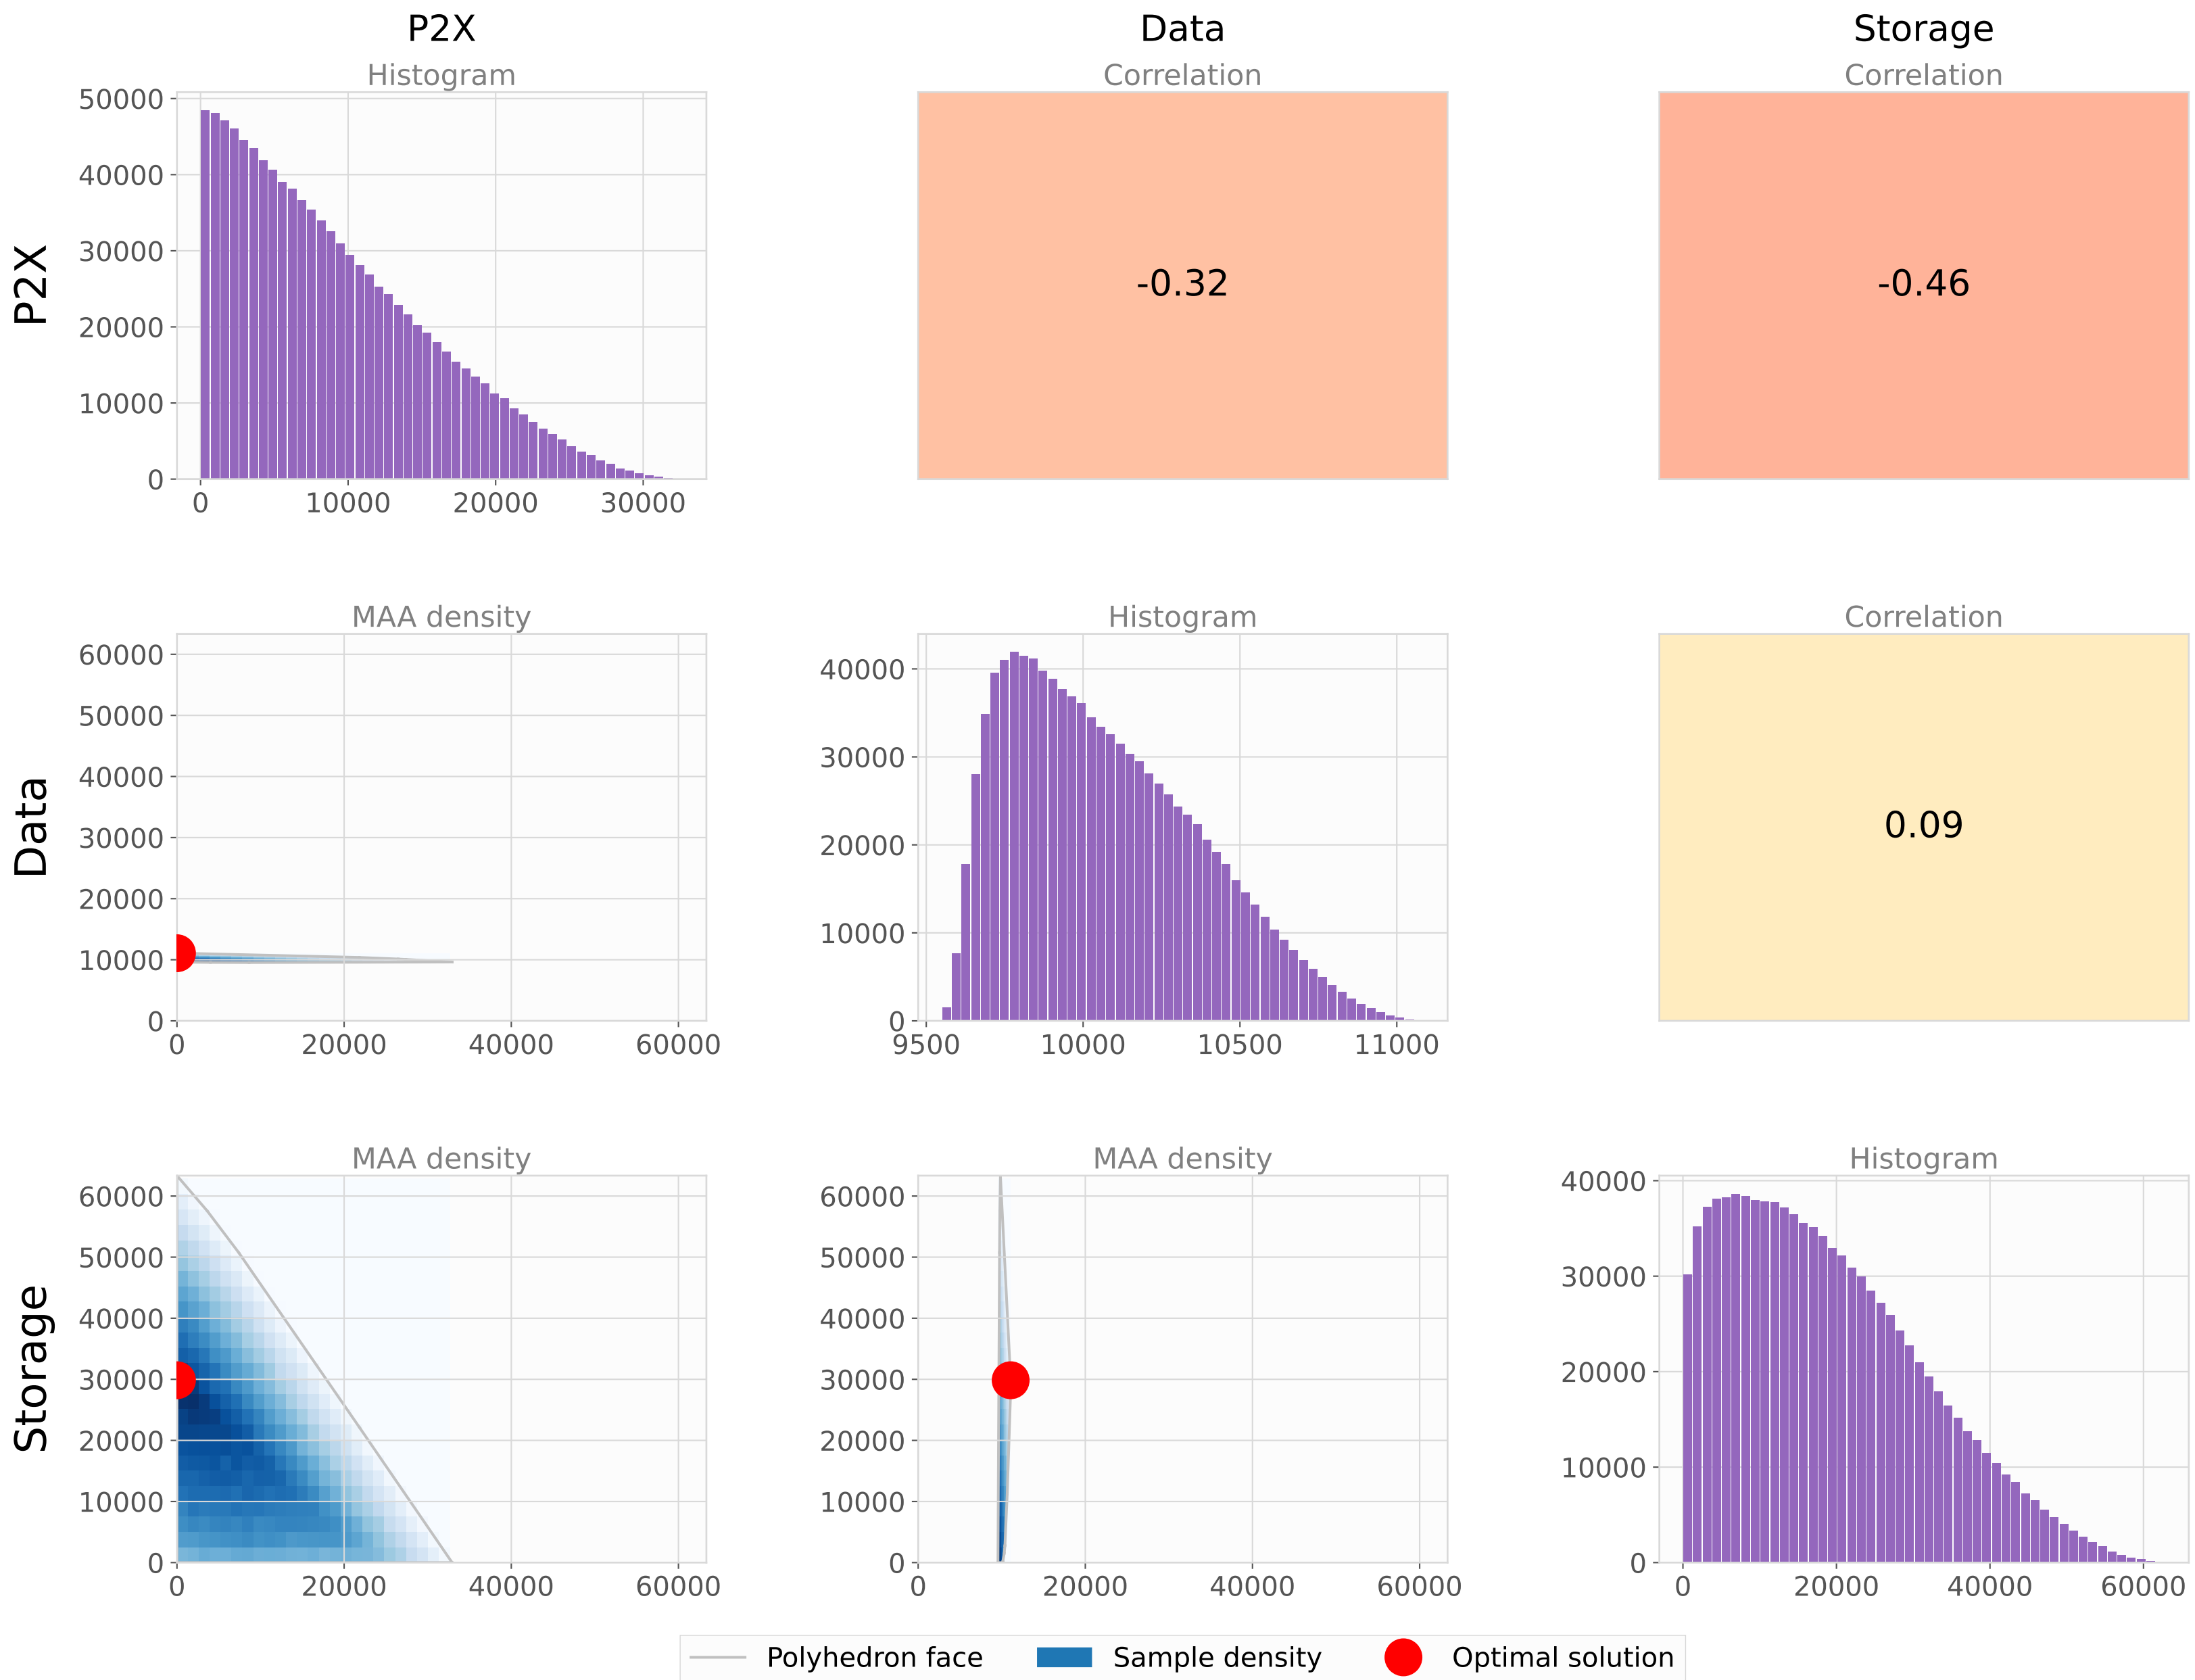 P2X Data Storage
Histogram Correlation Correlation
P2X
50000
40000
30000
20000
10000
0
0 10000 20000 30000
-0.32
-0.46
MAA density Histogram Correlation
Data
60000
50000
40000
30000
20000
10000
0
0 20000 40000 60000
40000
30000
20000
10000
0
9500 10000 10500 11000
0.09
MAA density MAA density Histogram
Storage
60000
50000
40000
30000
20000
10000
0
0 20000 40000 60000
60000
50000
40000
30000
20000
10000
0
0 20000 40000 60000
40000
30000
20000
10000
0
0 20000 40000 60000
Polyhedron face Sample density Optimal solution